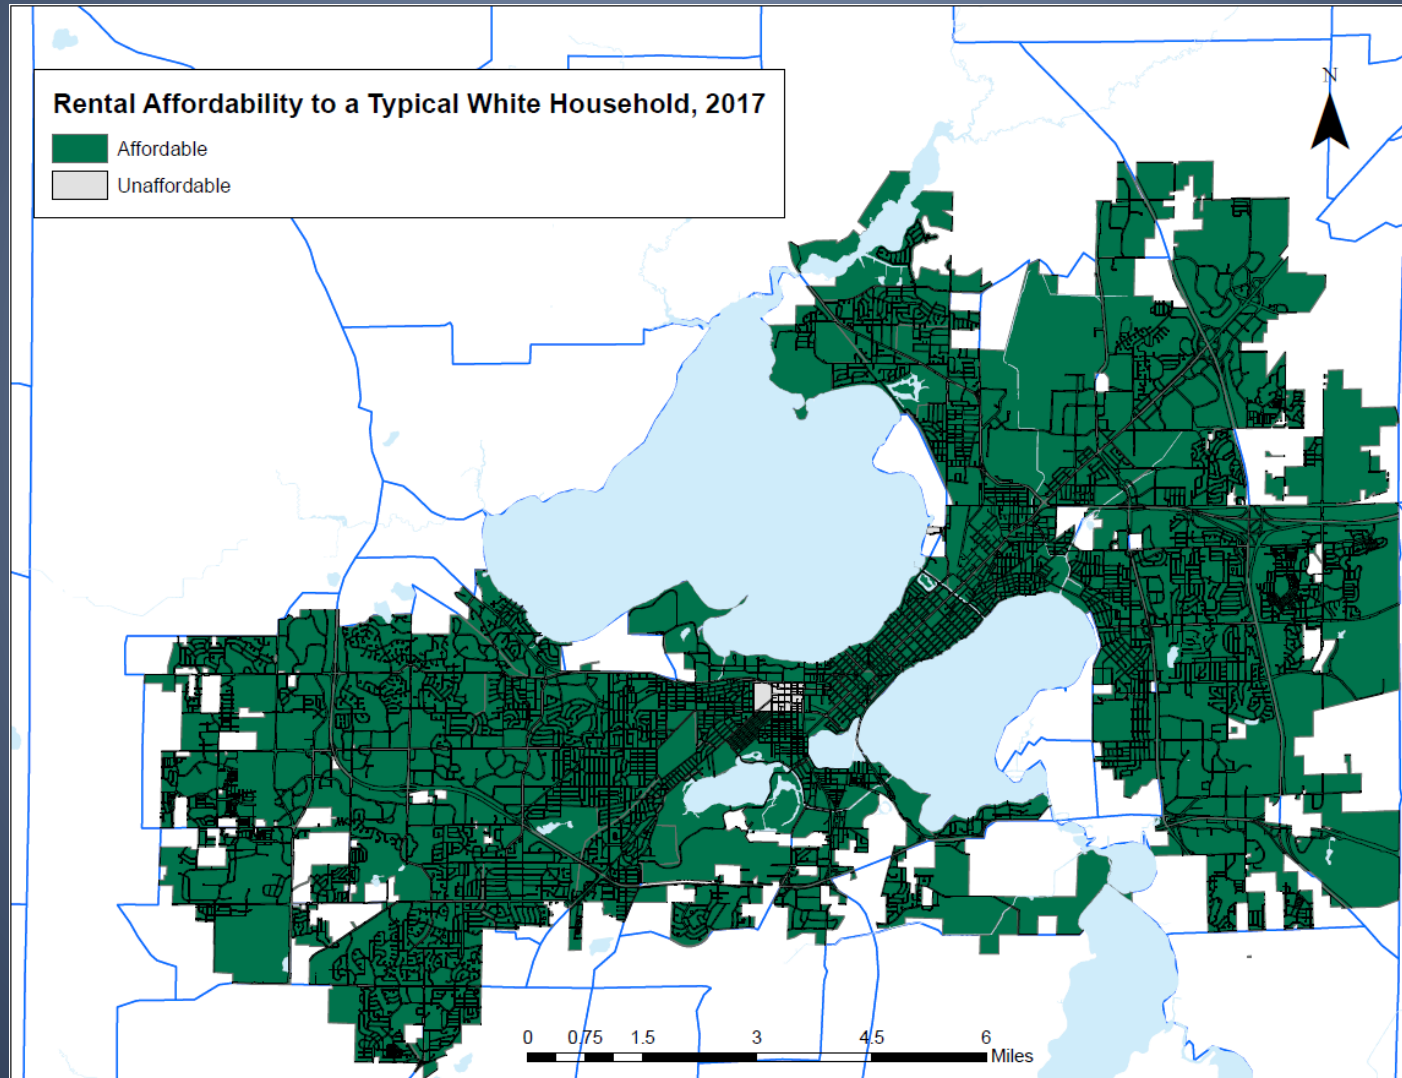 Rental Affordability to a Typical White Household, 2017
Affordable
Unaffordable
N
0 0.75 1.5 3 4.5 6
Miles